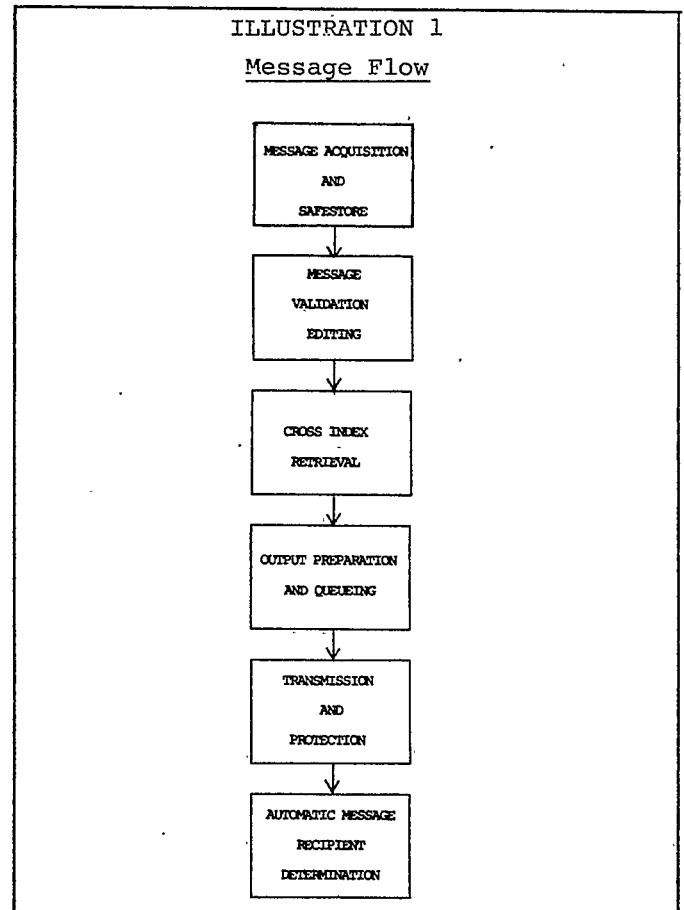 ILLUSTRATION 1
Message Flow
MESSAGE ACQUISITION
AND
SAFESTORE
MESSAGE
VALIDATION
EDITING
CROSS INDEX
RETRIEVAL
OUTPUT PREPARATION
AND QUEUEING
TRANSMISSION
AND
PROTECTION
AUTOMATIC MESSAGE
RECIPIENT
DETERMINATION